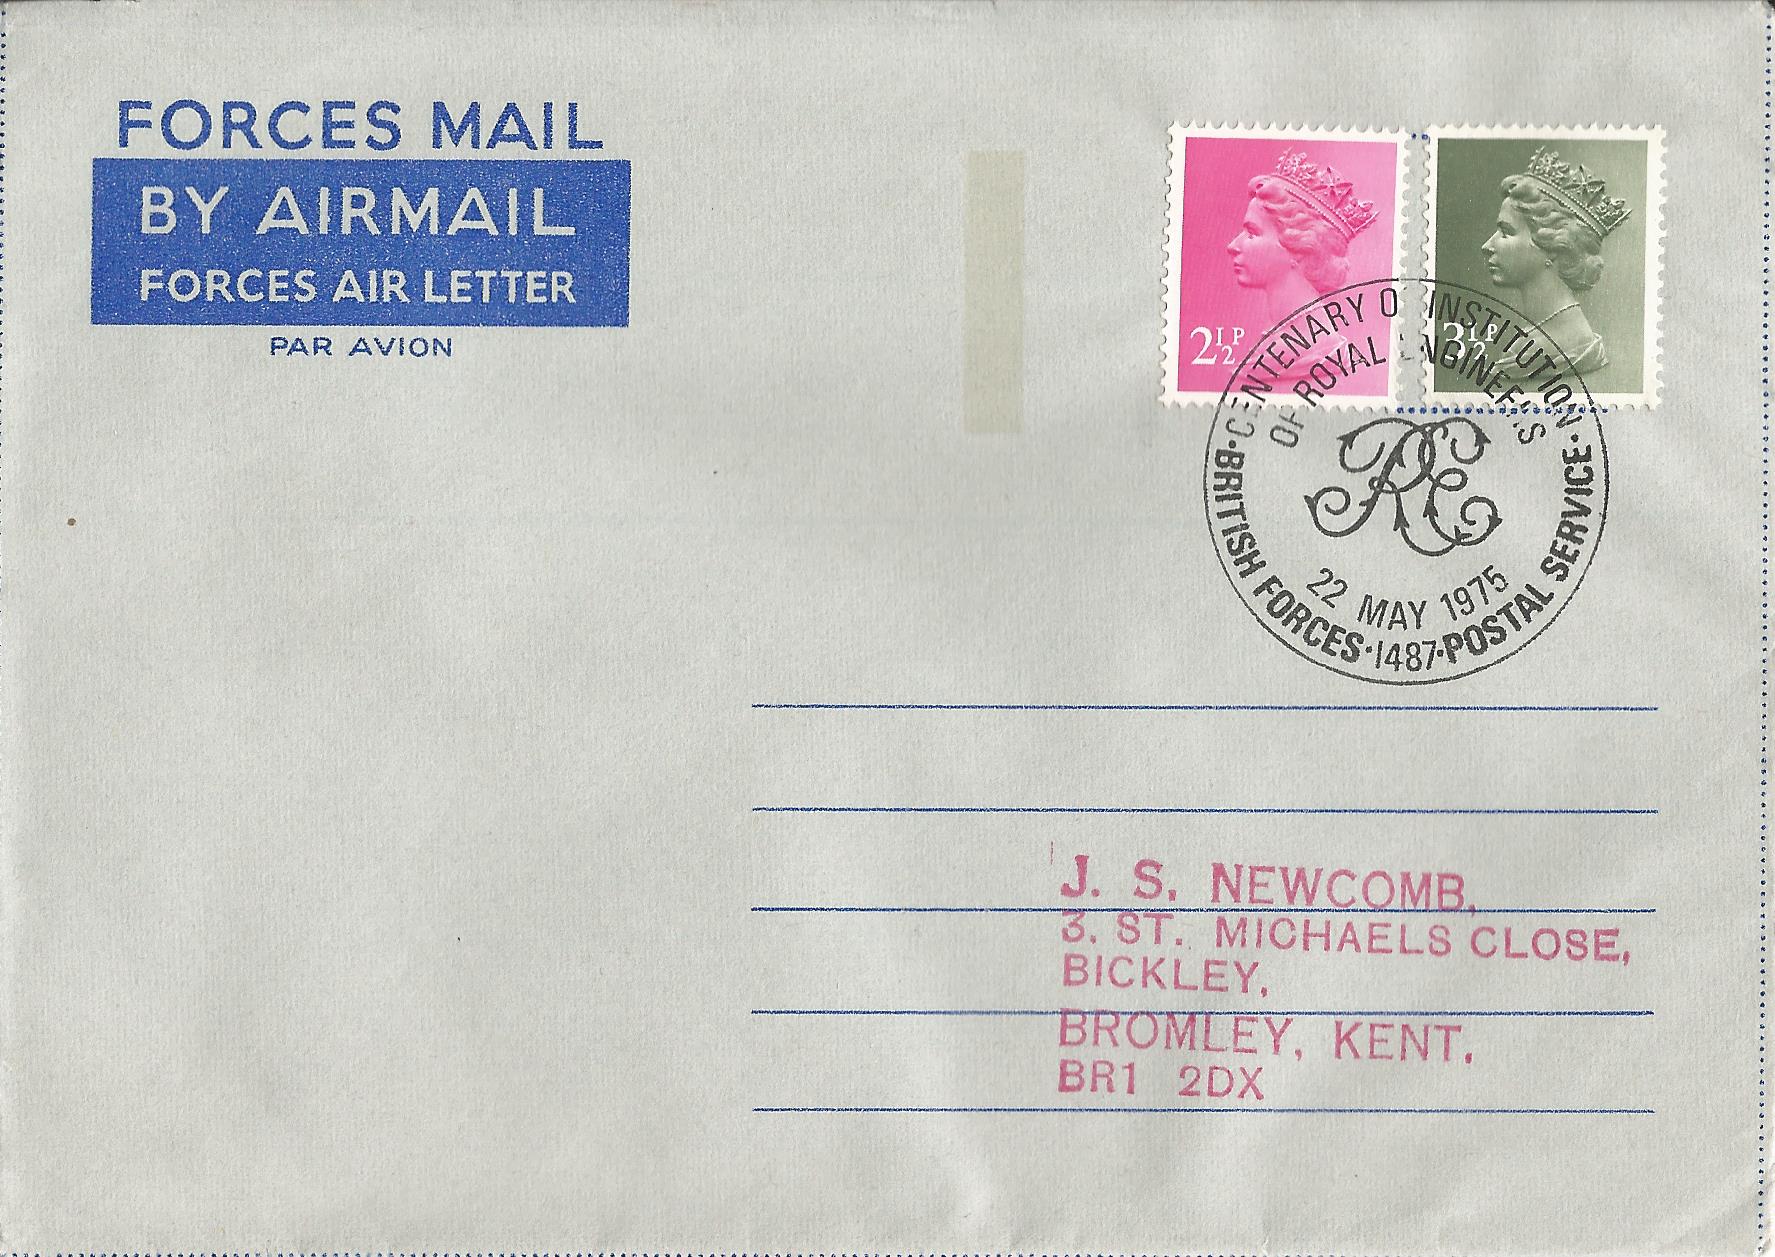 FORCES MAIL
BY AIRMAIL
FORCES AIR LETTER
PAR AVION
2½P
3½P
CENTENARY OF INSTITUTION
OF ROYAL ENGINEERS
RE
22 MAY 1975
·BRITISH FORCES·1487·POSTAL SERVICE·
J. S. NEWCOMB,
3. ST. MICHAELS CLOSE,
BICKLEY,
BROMLEY, KENT.
BR1 2DX